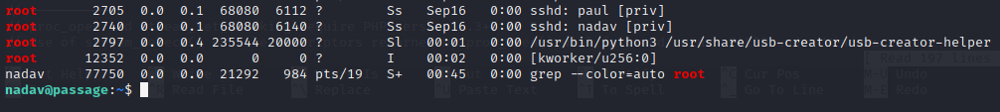 root 2705 0.0 0.1 68080 6112 ? Ss Sep16 0:00 sshd: paul [priv]
root 2740 0.0 0.1 68080 6140 ? Ss Sep16 0:00 sshd: nadav [priv]
root 2797 0.0 0.4 235544 20000 ? Sl 00:01 0:00 /usr/bin/python3 /usr/share/usb-creator/usb-creator-helper
root 12352 0.0 0.0 0 0 ? I 00:02 0:00 [kworker/u256:0]
nadav 77750 0.0 0.0 21292 984 pts/19 S+ 00:45 0:00 grep --color=auto root
nadav@passage:~$